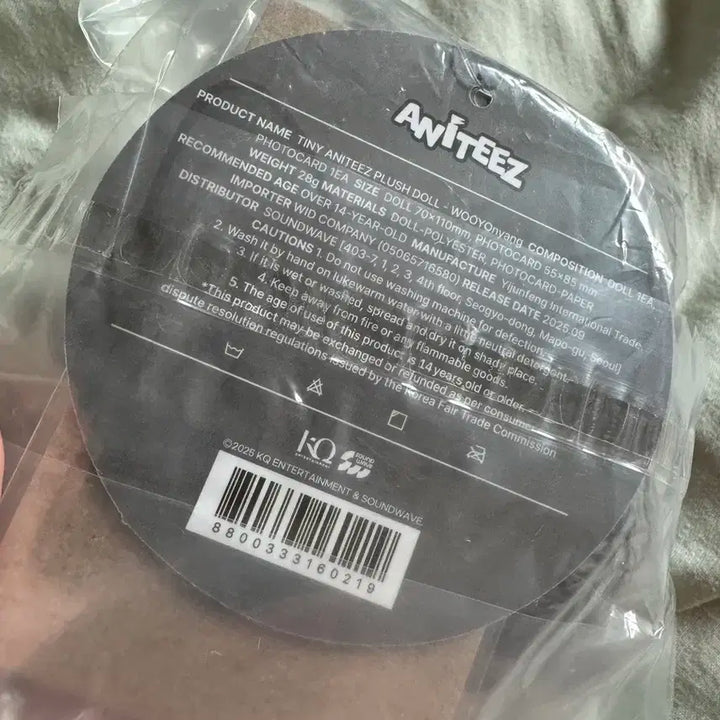 ANITEEZ
PRODUCT NAME TINY ANITEEZ PLUSH DOLL - WOOYOnyang COMPOSITION DOLL 1EA,
PHOTOCARD 1EA SIZE DOLL 70×110mm, PHOTOCARD 55×85 mm
WEIGHT 28g MATERIALS DOLL-POLYESTER, PHOTOCARD-PAPER
RECOMMENDED AGE OVER 14-YEAR-OLD MANUFACTURE Yijunfeng International Trade
IMPORTER WID COMPANY (05065716580) RELEASE DATE 2025.09
DISTRIBUTOR SOUNDWAVE [403-7, 1, 2, 3, 4th floor, Seogyo-dong, Mapo-gu, Seoul]
CAUTIONS 1. Do not use washing machine for defection.
2. Wash it by hand on lukewarm water with a little neutral detergent.
3. If it is wet or washed, spread and dry it on shady place.
4. Keep away from fire or any flammable goods.
5. The age of use of this product is 14 years old or older.
*This product may be exchanged or refunded as per consumer
dispute resolution regulations issued by the Korea Fair Trade Commission
KQ
ENTERTAINMENT
SOUND
WAVE
©2025 KQ ENTERTAINMENT & SOUNDWAVE
8800333160219